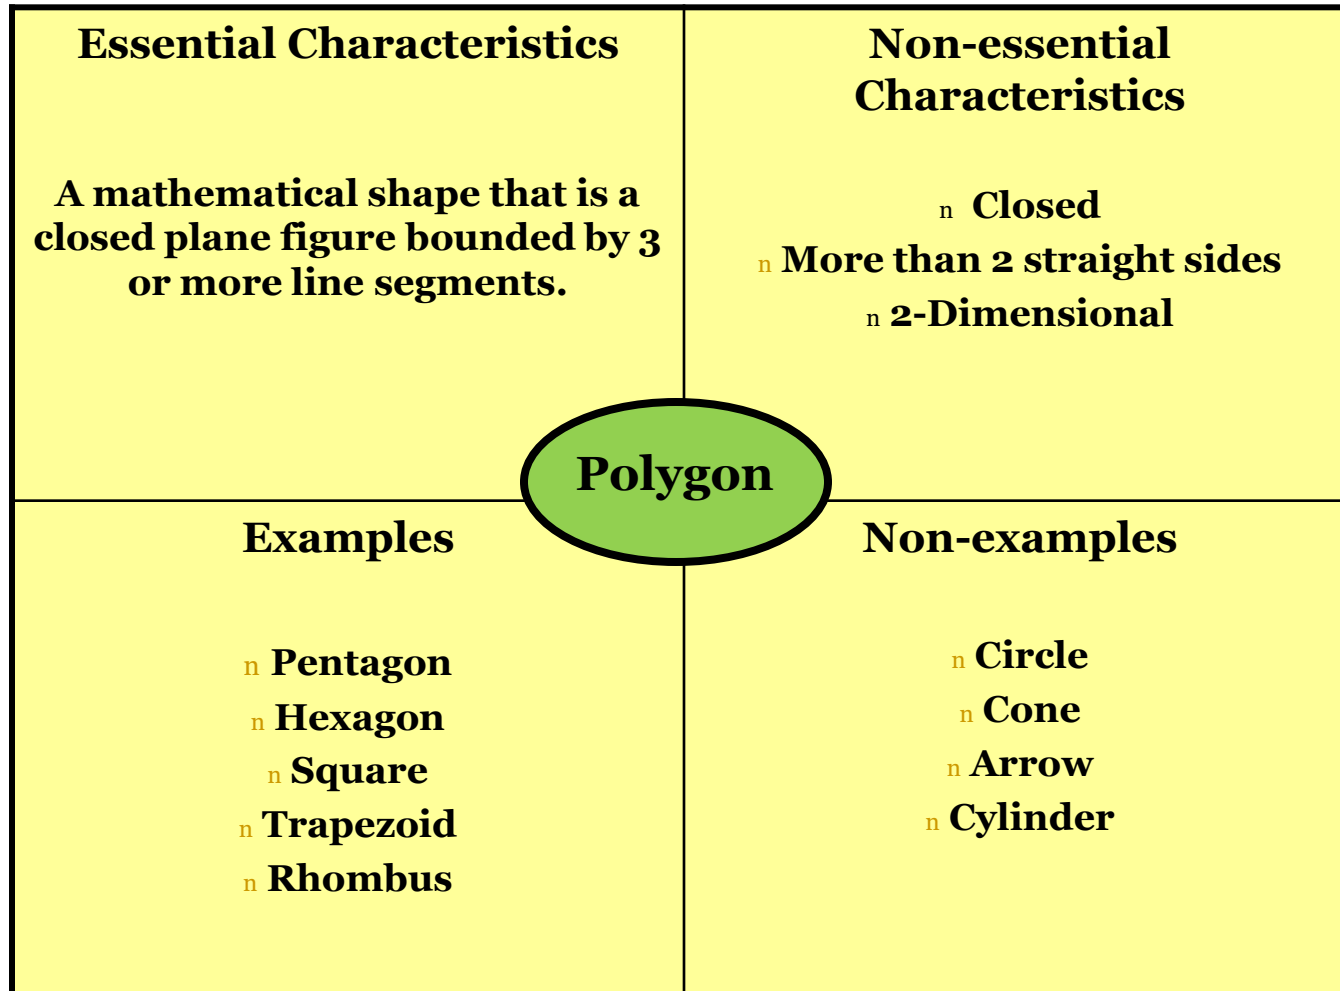 Essential Characteristics
A mathematical shape that is a
closed plane figure bounded by 3
or more line segments.
Non-essential
Characteristics
n Closed
n More than 2 straight sides
n 2-Dimensional
Polygon
Examples
n Pentagon
n Hexagon
n Square
n Trapezoid
n Rhombus
Non-examples
n Circle
n Cone
n Arrow
n Cylinder